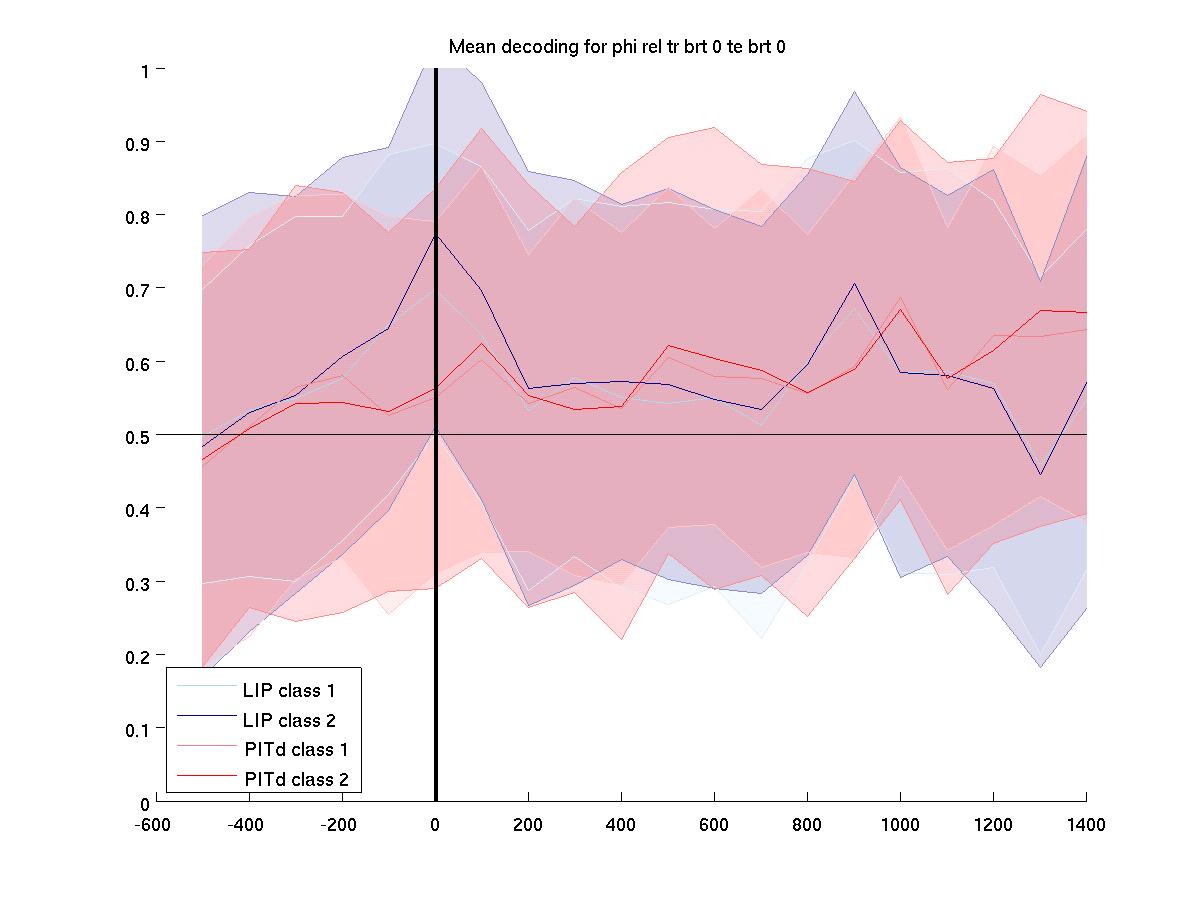 Mean decoding for phi rel tr brt 0 te brt 0
1
0.9
0.8
0.7
0.6
0.5
0.4
0.3
0.2
0.1
0
LIP class 1
LIP class 2
PITd class 1
PITd class 2
-600 -400 -200 0 200 400 600 800 1000 1200 1400